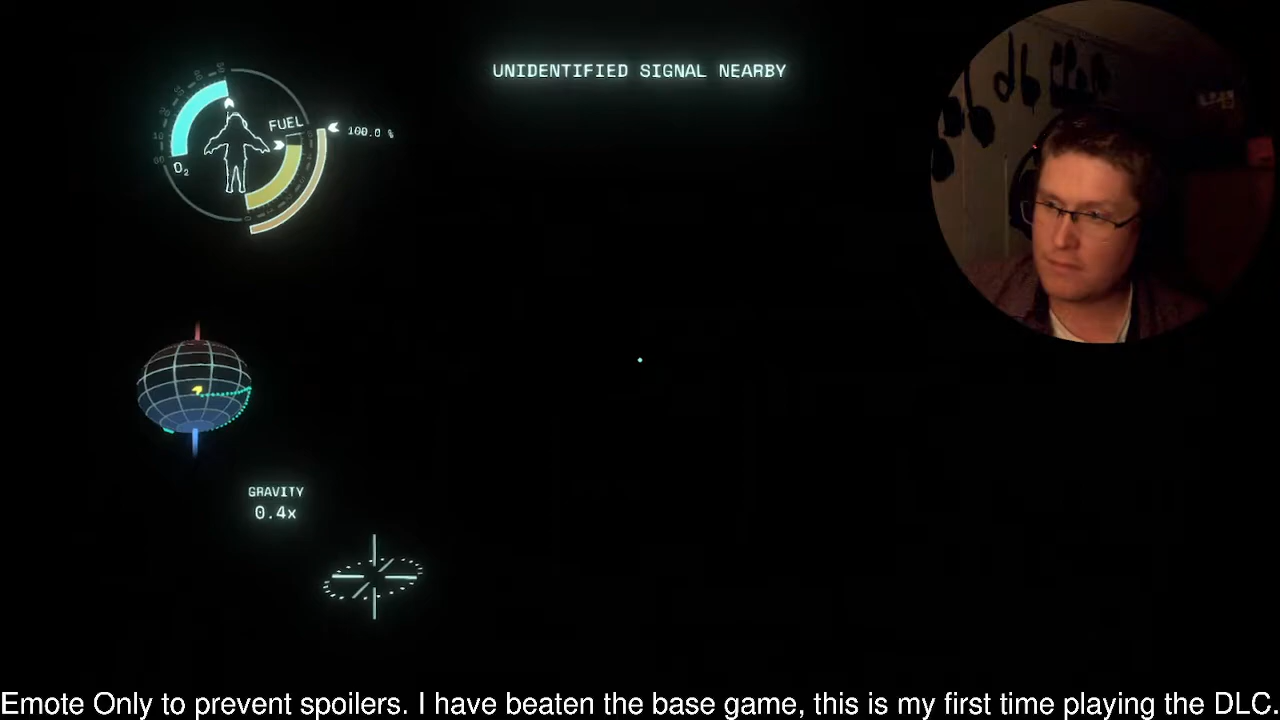 UNIDENTIFIED SIGNAL NEARBY
FUEL
100.0 %
O₂
GRAVITY
0.4x
Emote Only to prevent spoilers. I have beaten the base game, this is my first time playing the DLC.